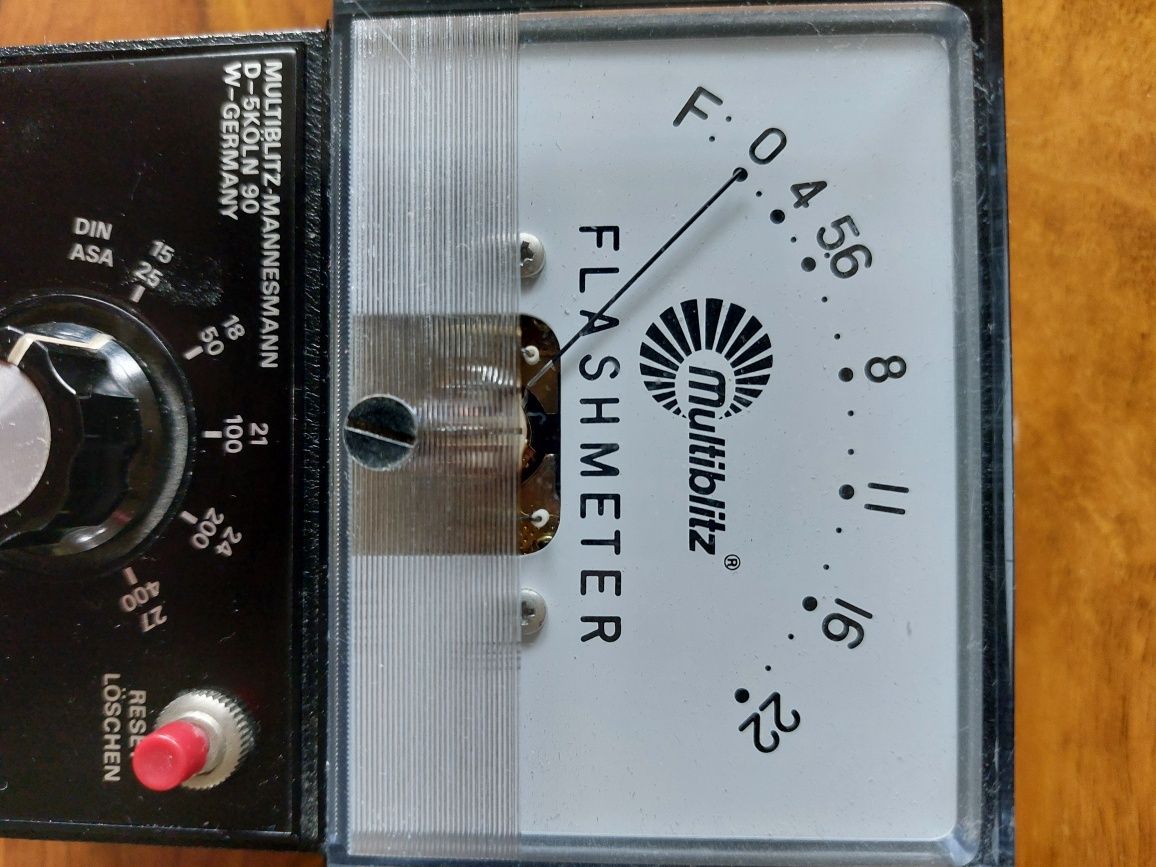 F: 0 4 5.6 8 11 16 22
Multiblitz®
FLASHMETER
MULTIBLITZ-MANNESMANN
D-5KÖLN 90
W-GERMANY
DIN 15 18 21 24 27
ASA 25 50 100 200 400
RESET
LÖSCHEN